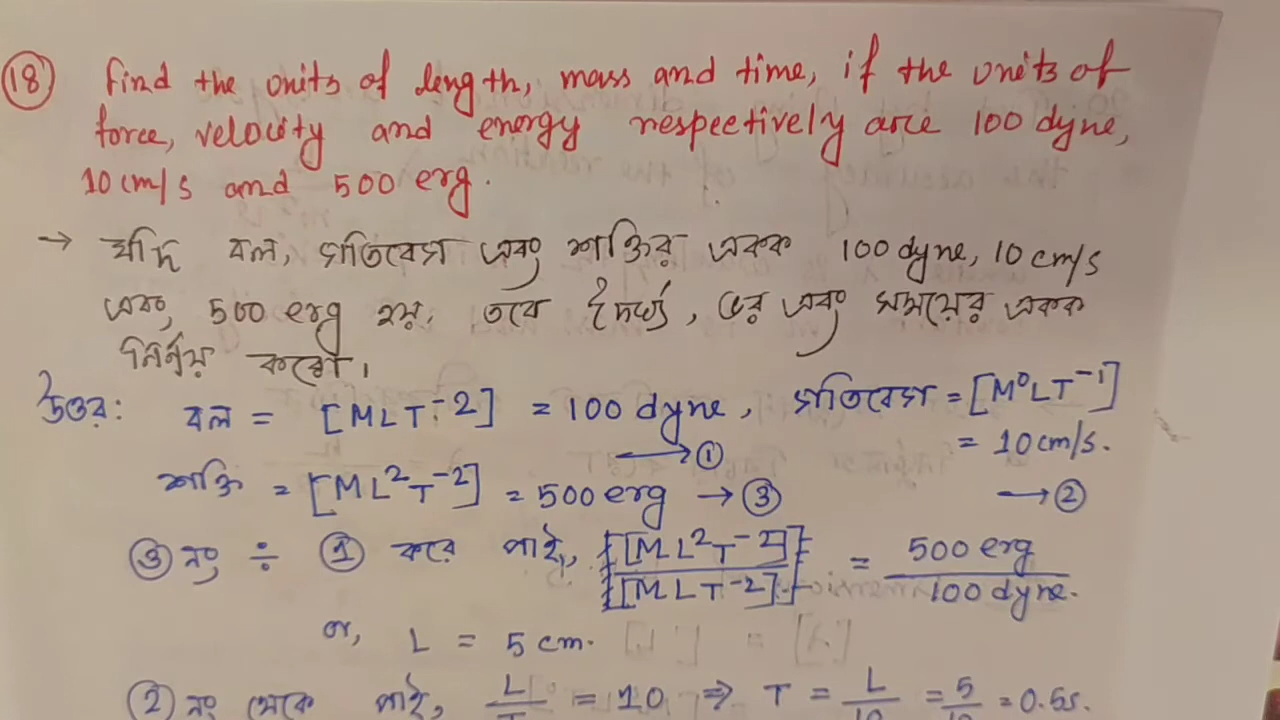 18 Find the units of length, mass and time, if the units of
force, velocity and energy respectively are 100 dyne,
10 cm/s and 500 erg.
→ যদি বল, গতিবেগ এবং শক্তির একক 100 dyne, 10 cm/s
এবং 500 erg হয়, তবে দৈর্ঘ্য, ভর এবং সময়ের একক
নির্ণয় করো।
উত্তর: বল = [MLT⁻²] = 100 dyne, গতিবেগ = [M⁰LT⁻¹]
→ ① = 10 cm/s.
শক্তি = [ML²T⁻²] = 500 erg → ③ → ②
③ নং ÷ ① করে পাই, {[ML²T⁻²]}/{[MLT⁻²]} = 500 erg/100 dyne.
or, L = 5 cm.
② নং থেকে পাই, L/T = 10 ⇒ T = L/10 = 5/10 = 0.5s.